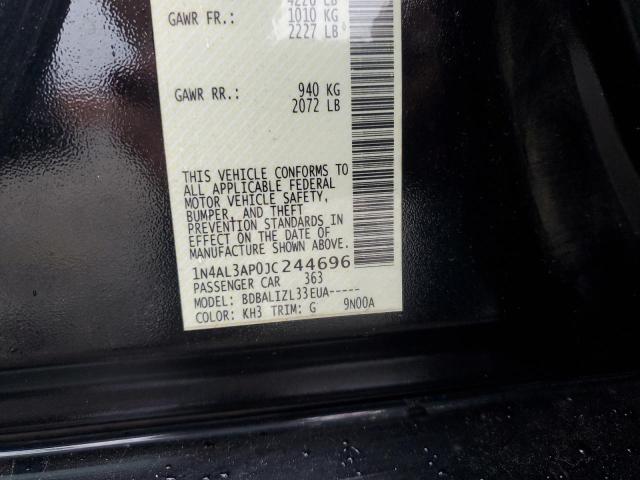 4226 LB
GAWR FR.: 1010 KG
2227 LB
GAWR RR.: 940 KG
2072 LB
THIS VEHICLE CONFORMS TO
ALL APPLICABLE FEDERAL
MOTOR VEHICLE SAFETY,
BUMPER, AND THEFT
PREVENTION STANDARDS IN
EFFECT ON THE DATE OF
MANUFACTURE SHOWN ABOVE.
1N4AL3AP0JC244696
PASSENGER CAR 363
MODEL: BDBALIZL33EUA-----
COLOR: KH3 TRIM: G 9N00A